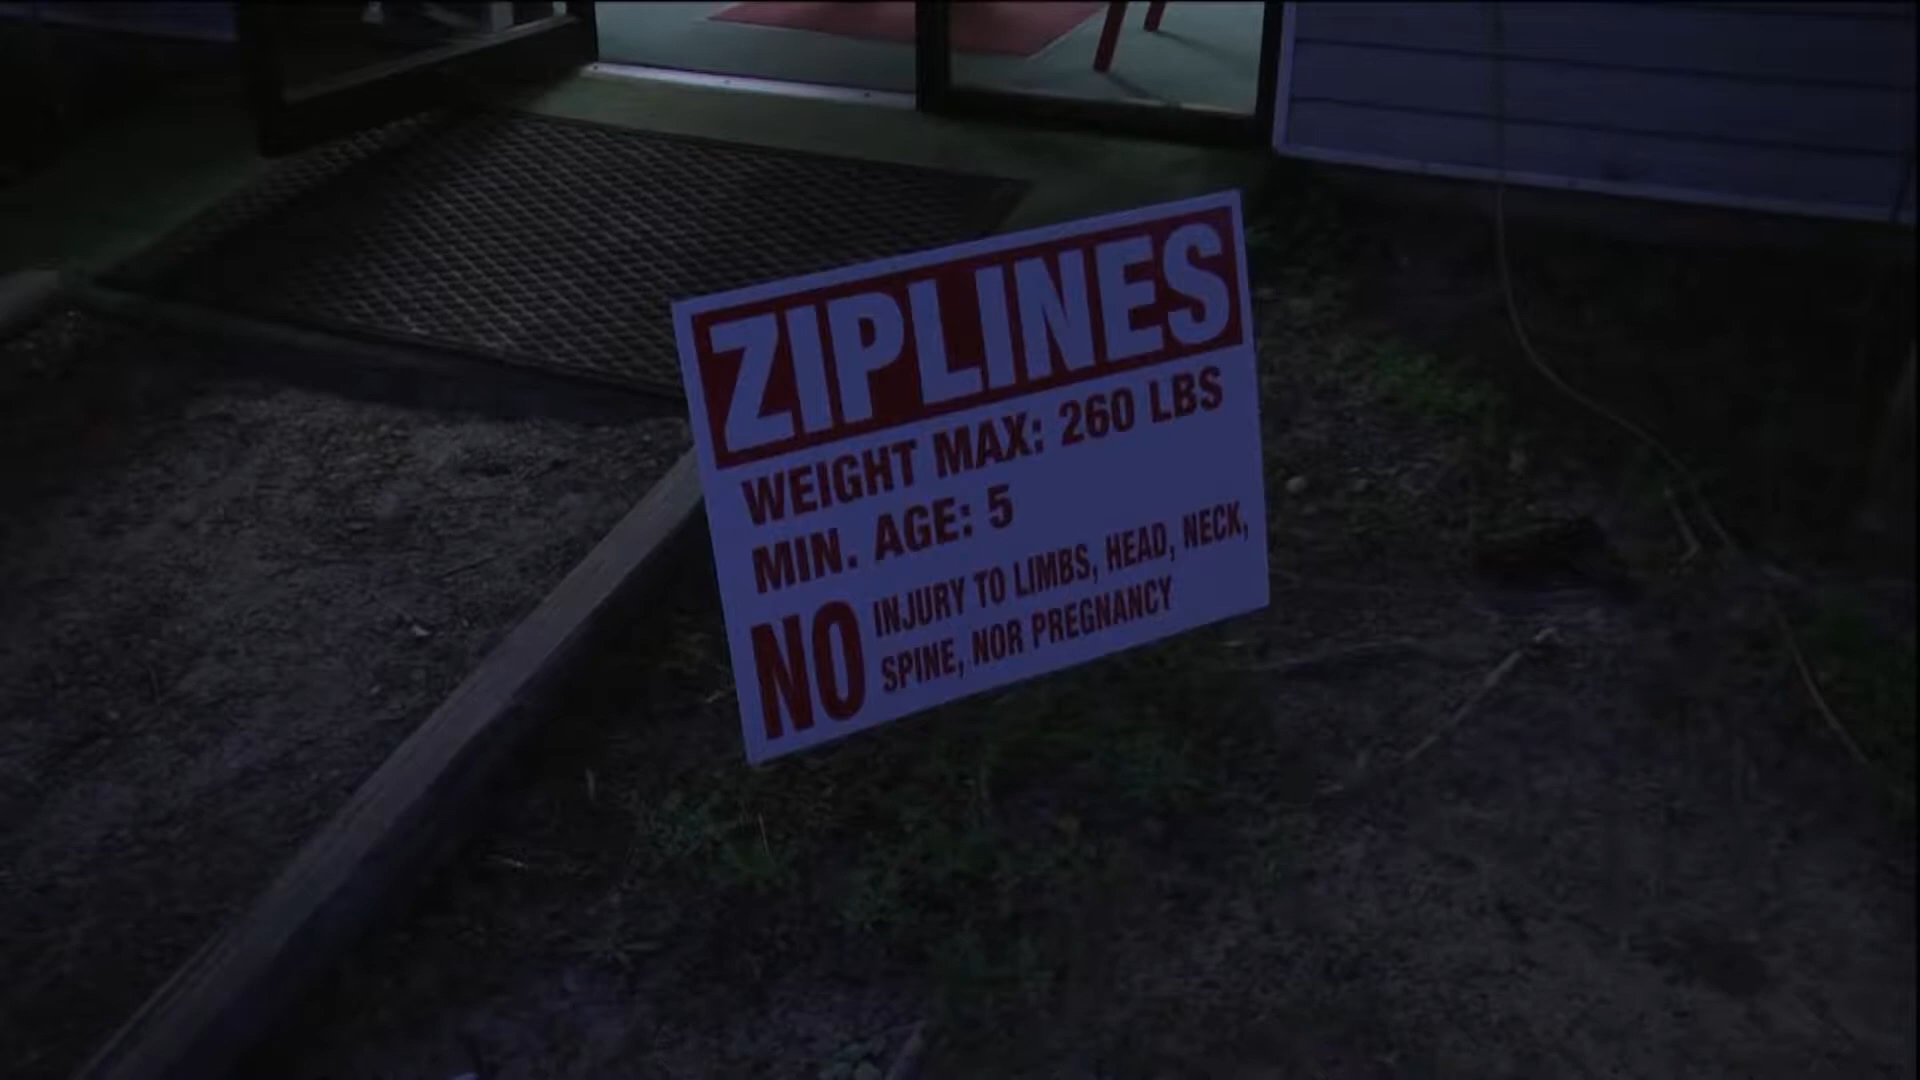 ZIPLINES
WEIGHT MAX: 260 LBS
MIN. AGE: 5
NO INJURY TO LIMBS, HEAD, NECK,
SPINE, NOR PREGNANCY